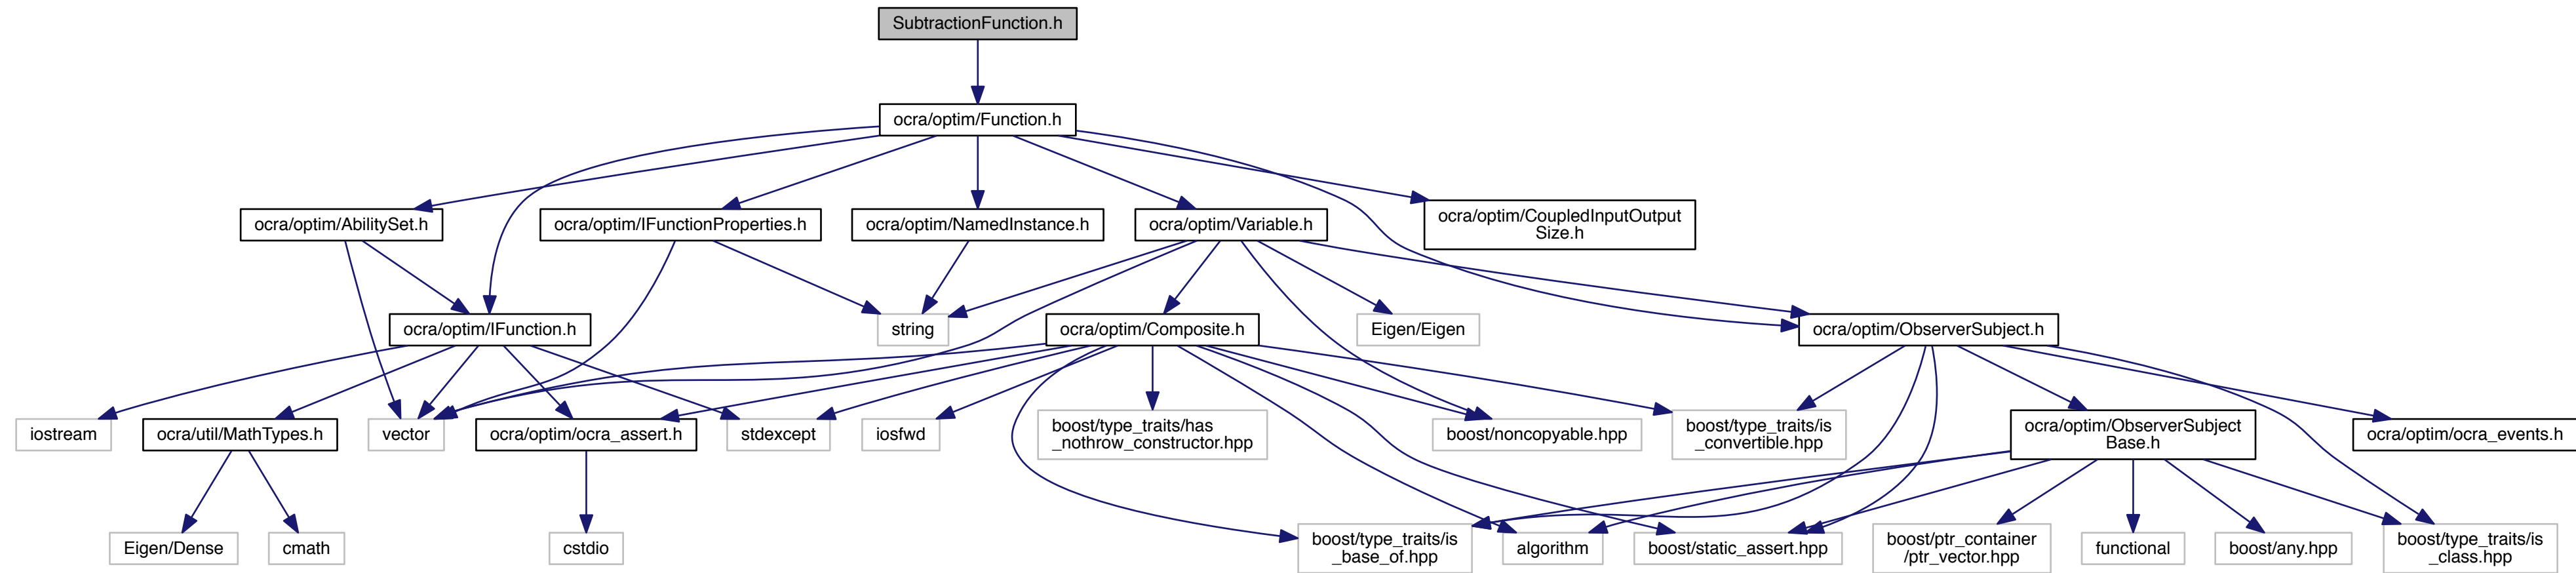 SubtractionFunction.h
ocra/optim/Function.h
ocra/optim/AbilitySet.h
ocra/optim/IFunctionProperties.h
ocra/optim/NamedInstance.h
ocra/optim/Variable.h
ocra/optim/CoupledInputOutput
Size.h
ocra/optim/IFunction.h
string
ocra/optim/Composite.h
Eigen/Eigen
ocra/optim/ObserverSubject.h
iostream
ocra/util/MathTypes.h
vector
ocra/optim/ocra_assert.h
stdexcept
iosfwd
boost/type_traits/has
_nothrow_constructor.hpp
boost/noncopyable.hpp
boost/type_traits/is
_convertible.hpp
ocra/optim/ObserverSubject
Base.h
ocra/optim/ocra_events.h
Eigen/Dense
cmath
cstdio
boost/type_traits/is
_base_of.hpp
algorithm
boost/static_assert.hpp
boost/ptr_container
/ptr_vector.hpp
functional
boost/any.hpp
boost/type_traits/is
_class.hpp